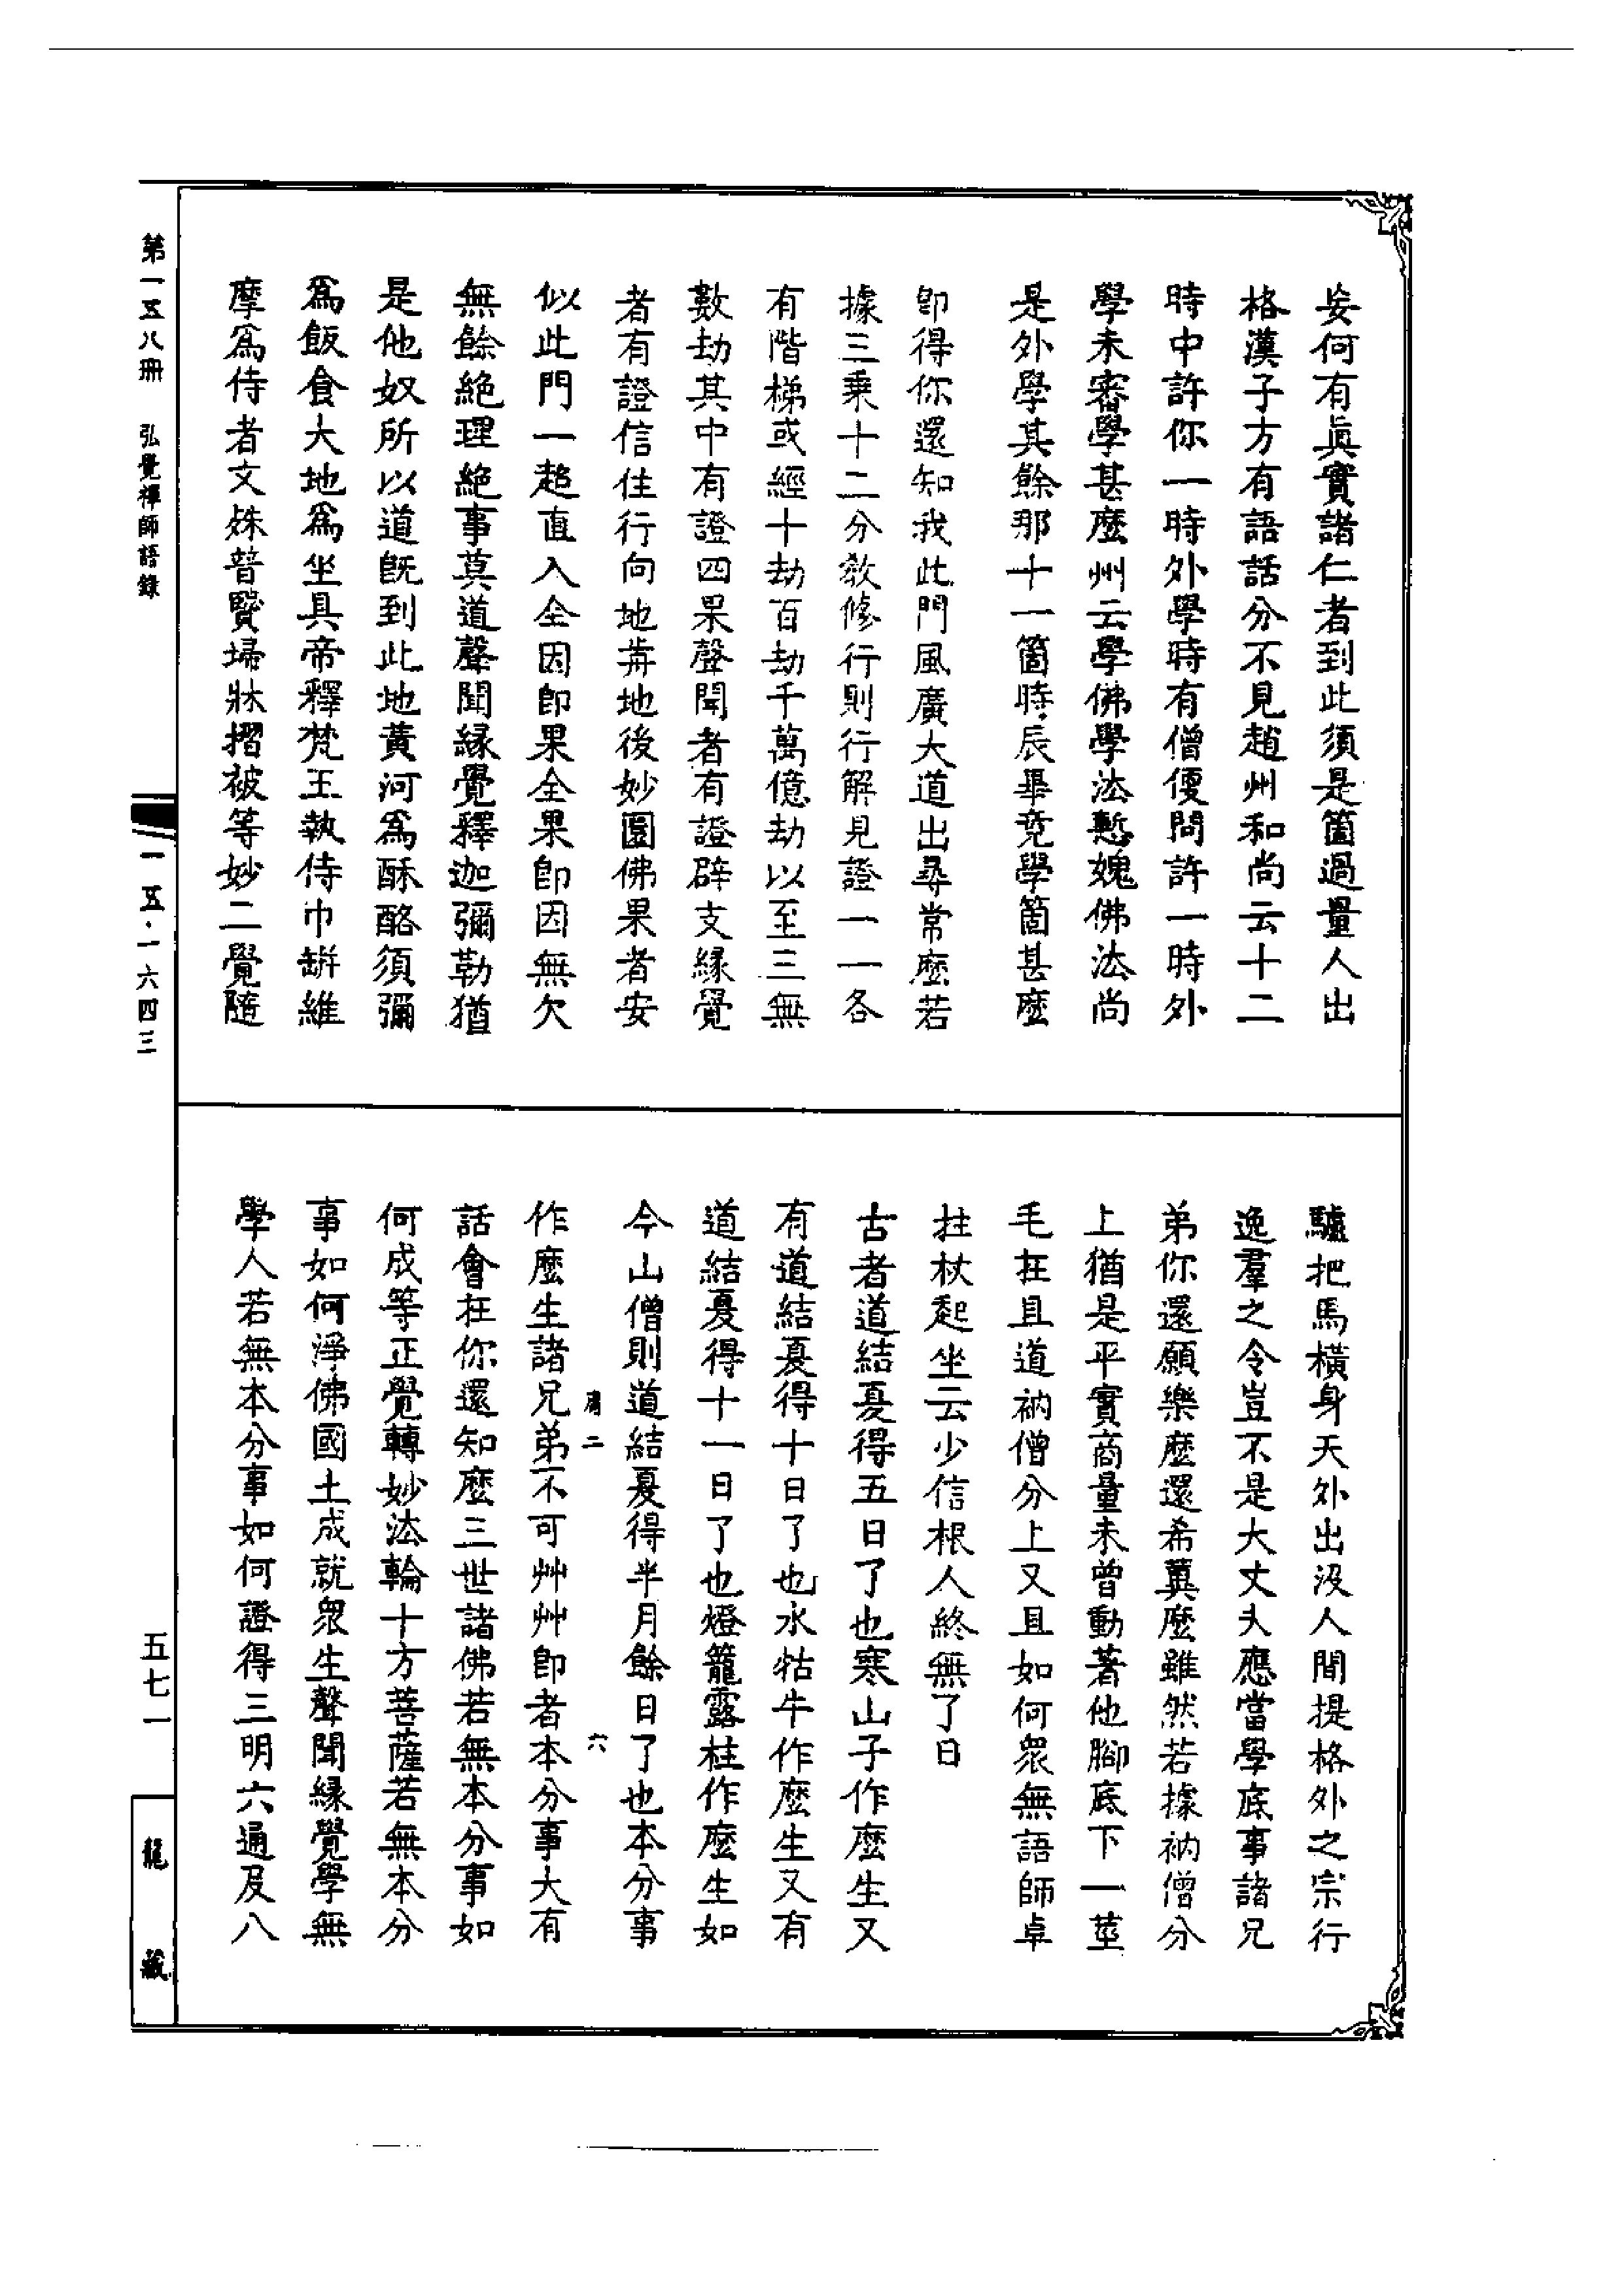 妄何有眞實諸仁者到此須是箇過量人出
格漢子方有語話分不見趙州和尚云十二
時中許你一時外學時有僧便問許一時外
學未審學甚麼州云學佛學法慙媿佛法尚
是外學其餘那十一箇時辰畢竟學箇甚麼
卽得你還知我此門風廣大道出尋常麼若
據三乗十二分教修行則行解見證一一各
有階梯或經十劫百劫千萬億劫以至三無
數劫其中有證四果聲聞者有證辟支緣覺
者有證信住行向地等地後妙圓佛果者安
似此門一超直入全因卽果全果卽因無欠
無餘絶理絶事莫道聲聞緣覺釋迦彌勒猶
是他奴所以道旣到此地黃河爲酥酪須彌
爲飯食大地爲坐具帝釋梵王執侍巾缾維
摩爲侍者文姝普賢埽牀摺被等妙二覺隨
驢把馬橫身天外出沒人間提格外之宗行
逸羣之令豈不是大丈夫應當學底事諸兄
弟你還願樂麼還希冀麼雖然若據衲僧分
上猶是平實商量未曾動著他腳底下一莖
毛在且道衲僧分上又且如何衆無語師卓
拄杖起坐云少信根人終無了日
古者道結夏得五日了也寒山子作麼生又
有道結夏得十日了也水牯牛作麼生又有
道結夏得十一日了也燈籠露柱作麼生如
今山僧則道結夏得半月餘日了也本分事
作麼生諸兄弟不可艸艸卽者本分事大有
話會在你還知麼三世諸佛若無本分事如
何成等正覺轉妙法輪十方菩薩若無本分
事如何淨佛國土成就衆生聲聞緣覺學無
學人若無本分事如何證得三明六通及八
二
六
第一五八冊 弘覺禪師語錄
一五·一六四三
五七一
龍藏